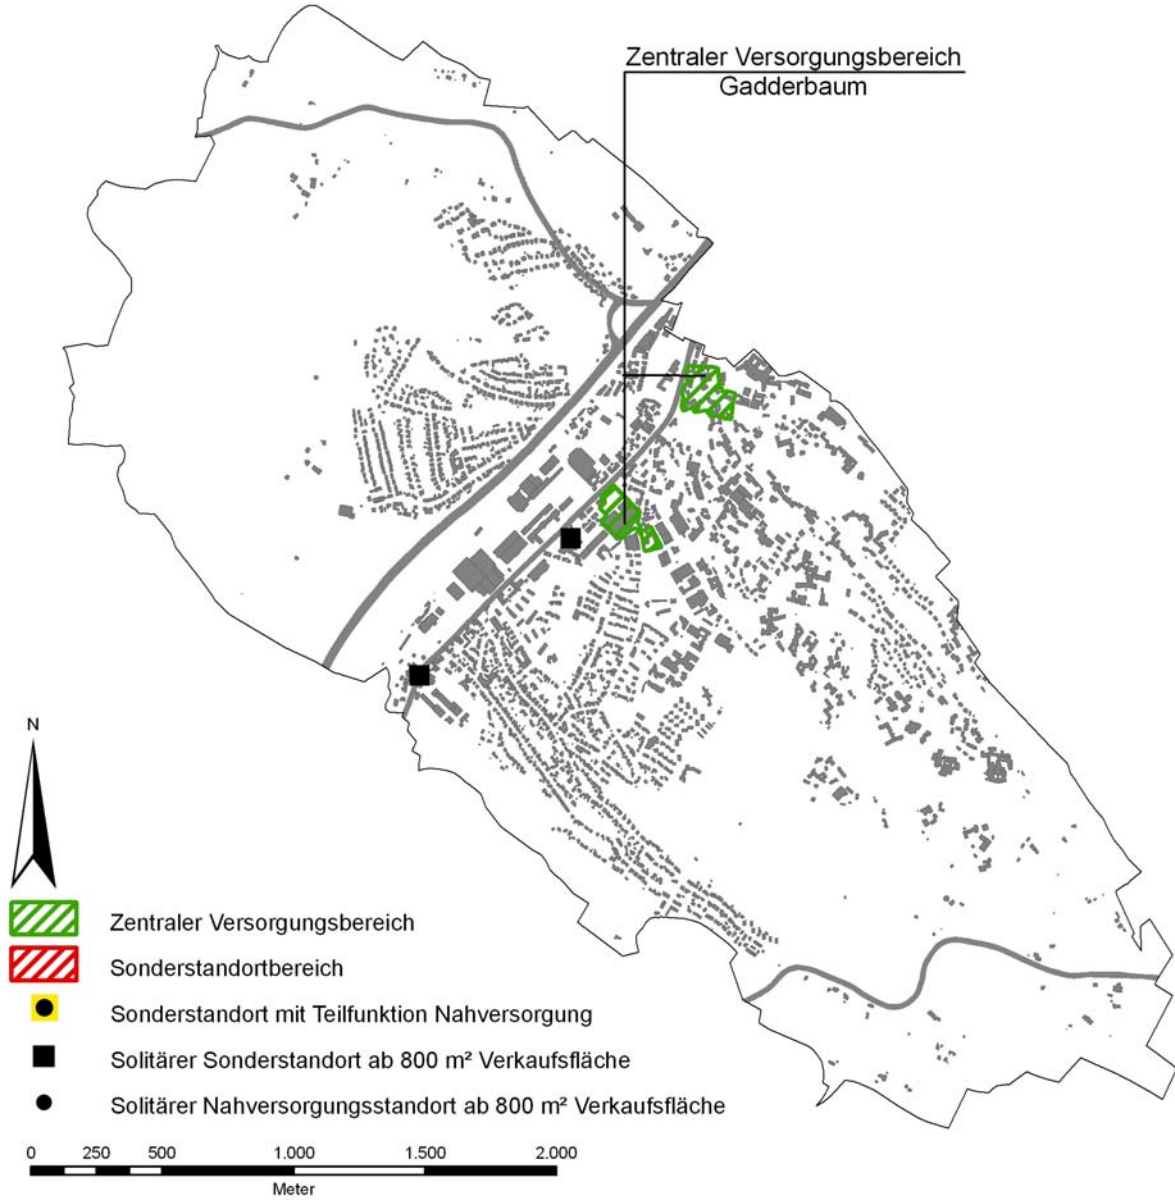 Zentraler Versorgungsbereich
Gadderbaum
N
Zentraler Versorgungsbereich
Sonderstandortbereich
Sonderstandort mit Teilfunktion Nahversorgung
Solitärer Sonderstandort ab 800 m² Verkaufsfläche
Solitärer Nahversorgungsstandort ab 800 m² Verkaufsfläche
0 250 500 1.000 1.500 2.000
Meter